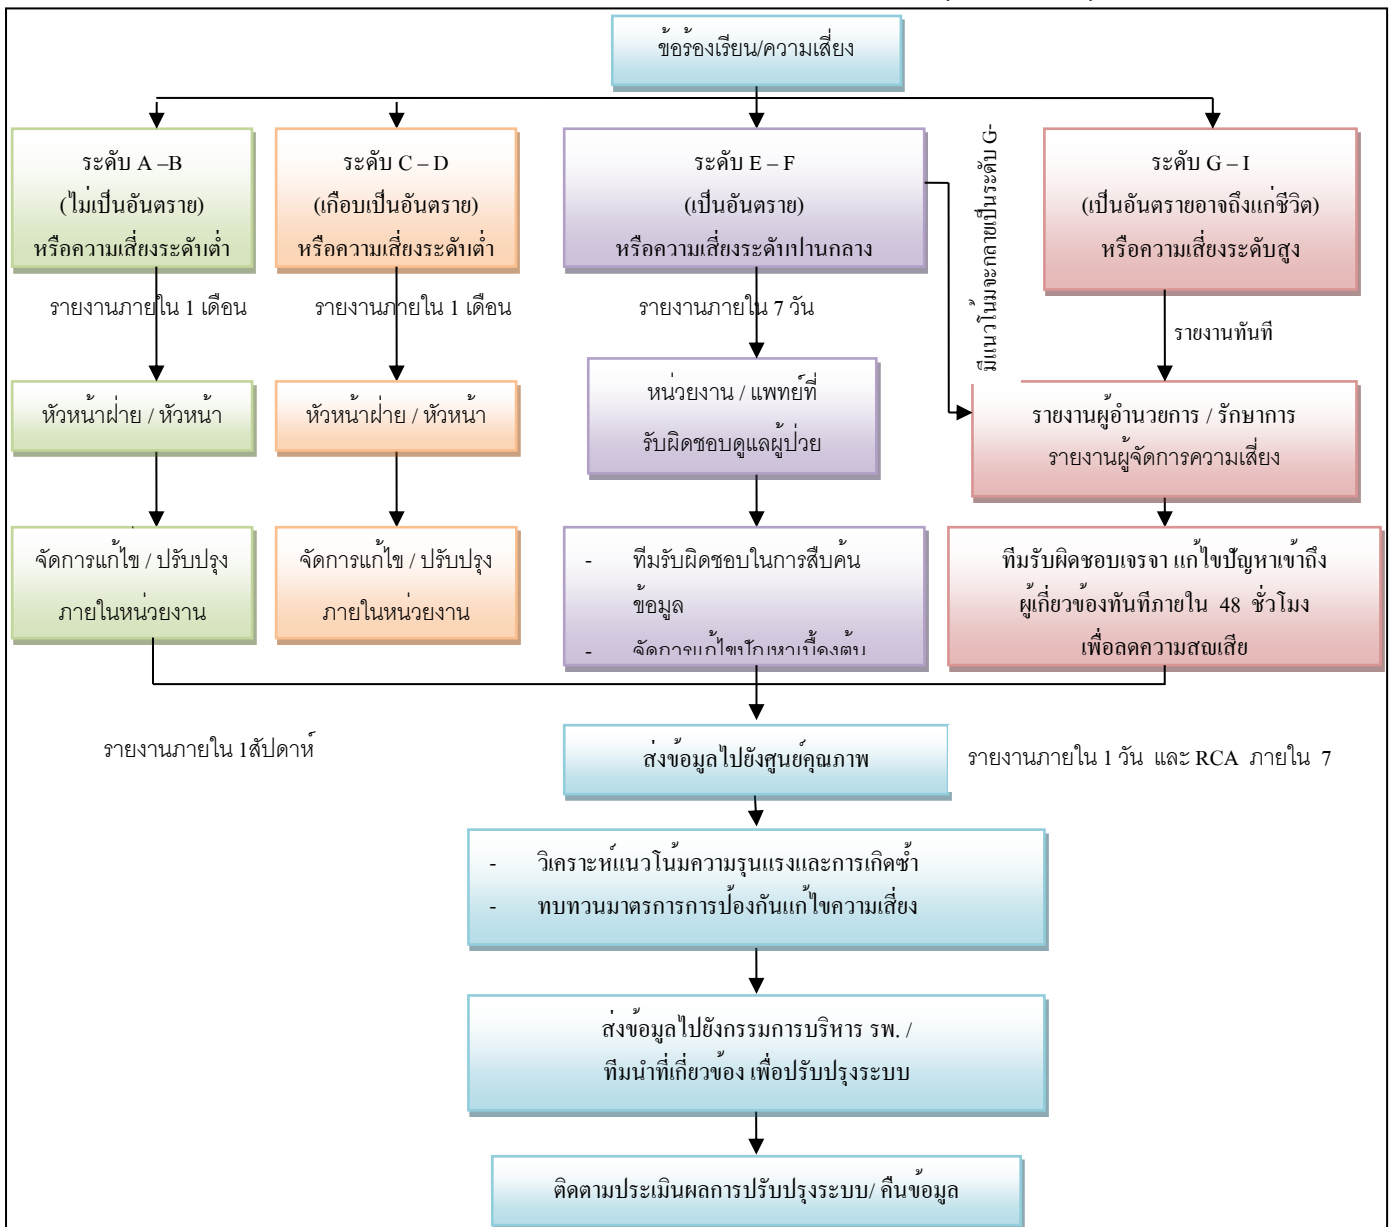 ข้อร้องเรียน/ความเสี่ยง
ระดับ A –B
(ไม่เป็นอันตราย)
หรือความเสี่ยงระดับต่ำ
ระดับ C – D
(เกือบเป็นอันตราย)
หรือความเสี่ยงระดับต่ำ
ระดับ E – F
(เป็นอันตราย)
หรือความเสี่ยงระดับปานกลาง
มีแนวโน้มจะกลายเป็นระดับ G-
ระดับ G – I
(เป็นอันตรายอาจถึงแก่ชีวิต)
หรือความเสี่ยงระดับสูง
รายงานภายใน 1 เดือน
รายงานภายใน 1 เดือน
รายงานภายใน 7 วัน
รายงานทันที
หัวหน้าฝ่าย / หัวหน้า
หัวหน้าฝ่าย / หัวหน้า
หน่วยงาน / แพทย์ที่
รับผิดชอบดูแลผู้ป่วย
รายงานผู้อำนวยการ / รักษาการ
รายงานผู้จัดการความเสี่ยง
จัดการแก้ไข / ปรับปรุง
ภายในหน่วยงาน
จัดการแก้ไข / ปรับปรุง
ภายในหน่วยงาน
- ทีมรับผิดชอบในการสืบค้น
ข้อมูล
- จัดการแก้ไขปัญหาเบื้องต้น
ทีมรับผิดชอบเจรจา แก้ไขปัญหาเข้าถึง
ผู้เกี่ยวข้องทันทีภายใน 48 ชั่วโมง
เพื่อลดความสูญเสีย
รายงานภายใน 1สัปดาห์
ส่งข้อมูลไปยังศูนย์คุณภาพ
รายงานภายใน 1 วัน และ RCA ภายใน 7
- วิเคราะห์แนวโน้มความรุนแรงและการเกิดซ้ำ
- ทบทวนมาตรการการป้องกันแก้ไขความเสี่ยง
ส่งข้อมูลไปยังกรรมการบริหาร รพ. /
ทีมนำที่เกี่ยวข้อง เพื่อปรับปรุงระบบ
ติดตามประเมินผลการปรับปรุงระบบ/ คืนข้อมูล